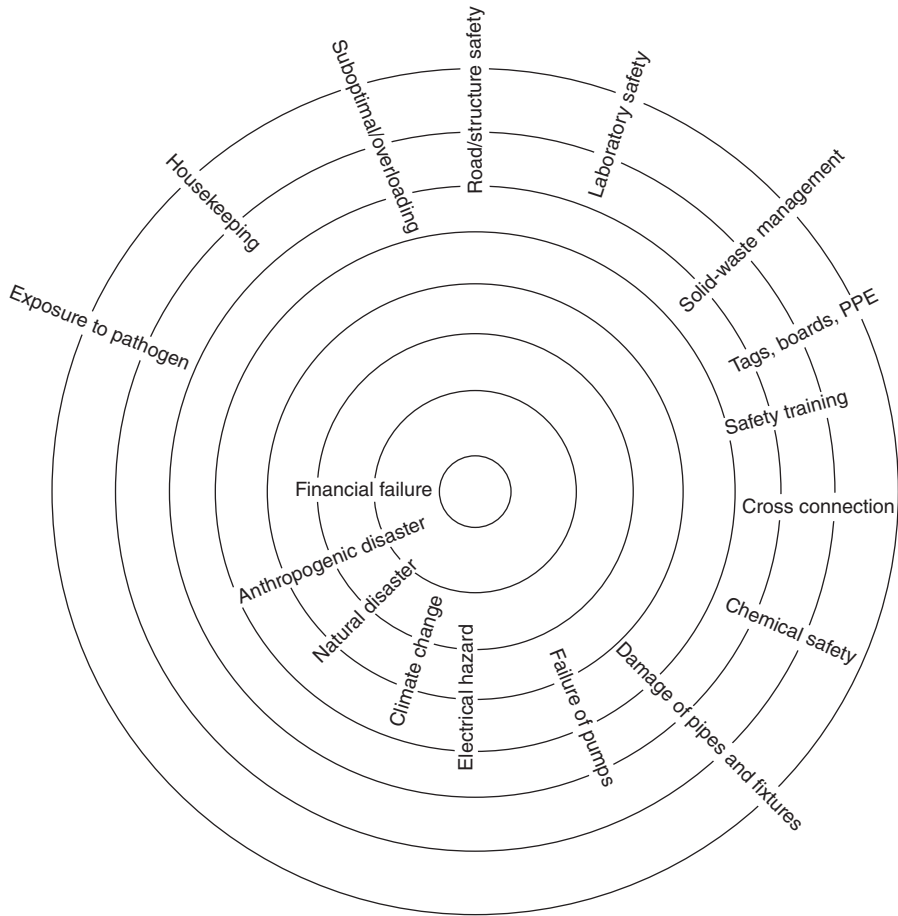 Suboptimal/overloading
Road/structure safety
Laboratory safety
Housekeeping
Solid-waste management
Exposure to pathogen
Tags, boards, PPE
Safety training
Financial failure
Cross connection
Anthropogenic disaster
Natural disaster
Climate change
Electrical hazard
Failure of pumps
Damage of pipes and fixtures
Chemical safety